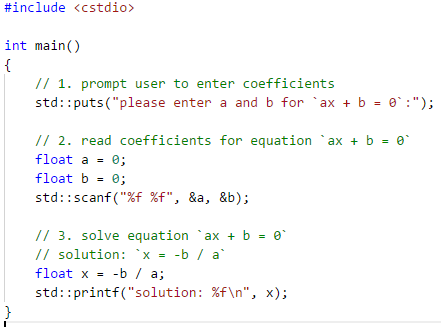 #include <cstdio>
int main()
{
// 1. prompt user to enter coefficients
std::puts("please enter a and b for `ax + b = 0`:");
// 2. read coefficients for equation `ax + b = 0`
float a = 0;
float b = 0;
std::scanf("%f %f", &a, &b);
// 3. solve equation `ax + b = 0`
// solution: `x = -b / a`
float x = -b / a;
std::printf("solution: %f\n", x);
}